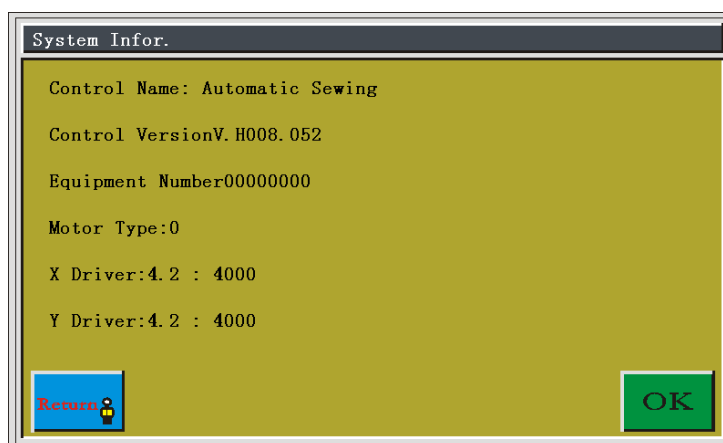 System Infor.
Control Name: Automatic Sewing
Control VersionV.H008.052
Equipment Number00000000
Motor Type:0
X Driver:4.2 : 4000
Y Driver:4.2 : 4000
Return
OK